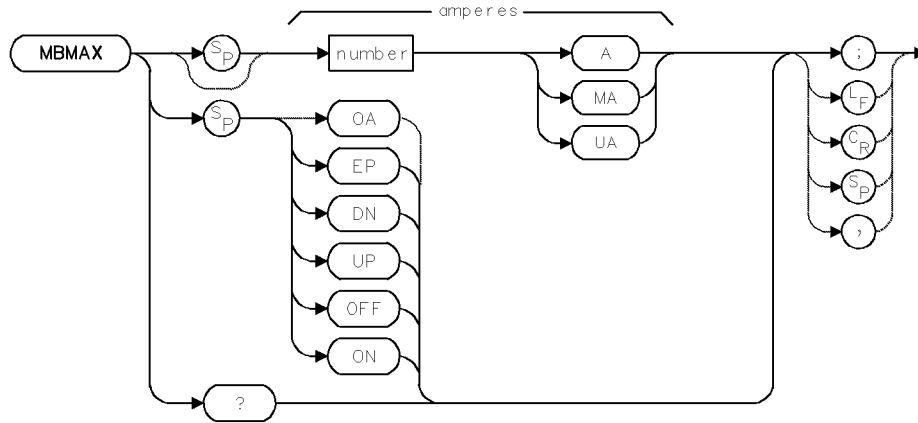 amperes
MBMAX
SP
number
A
;
MA
LF
SP
OA
UA
CR
EP
SP
DN
,
UP
OFF
ON
?